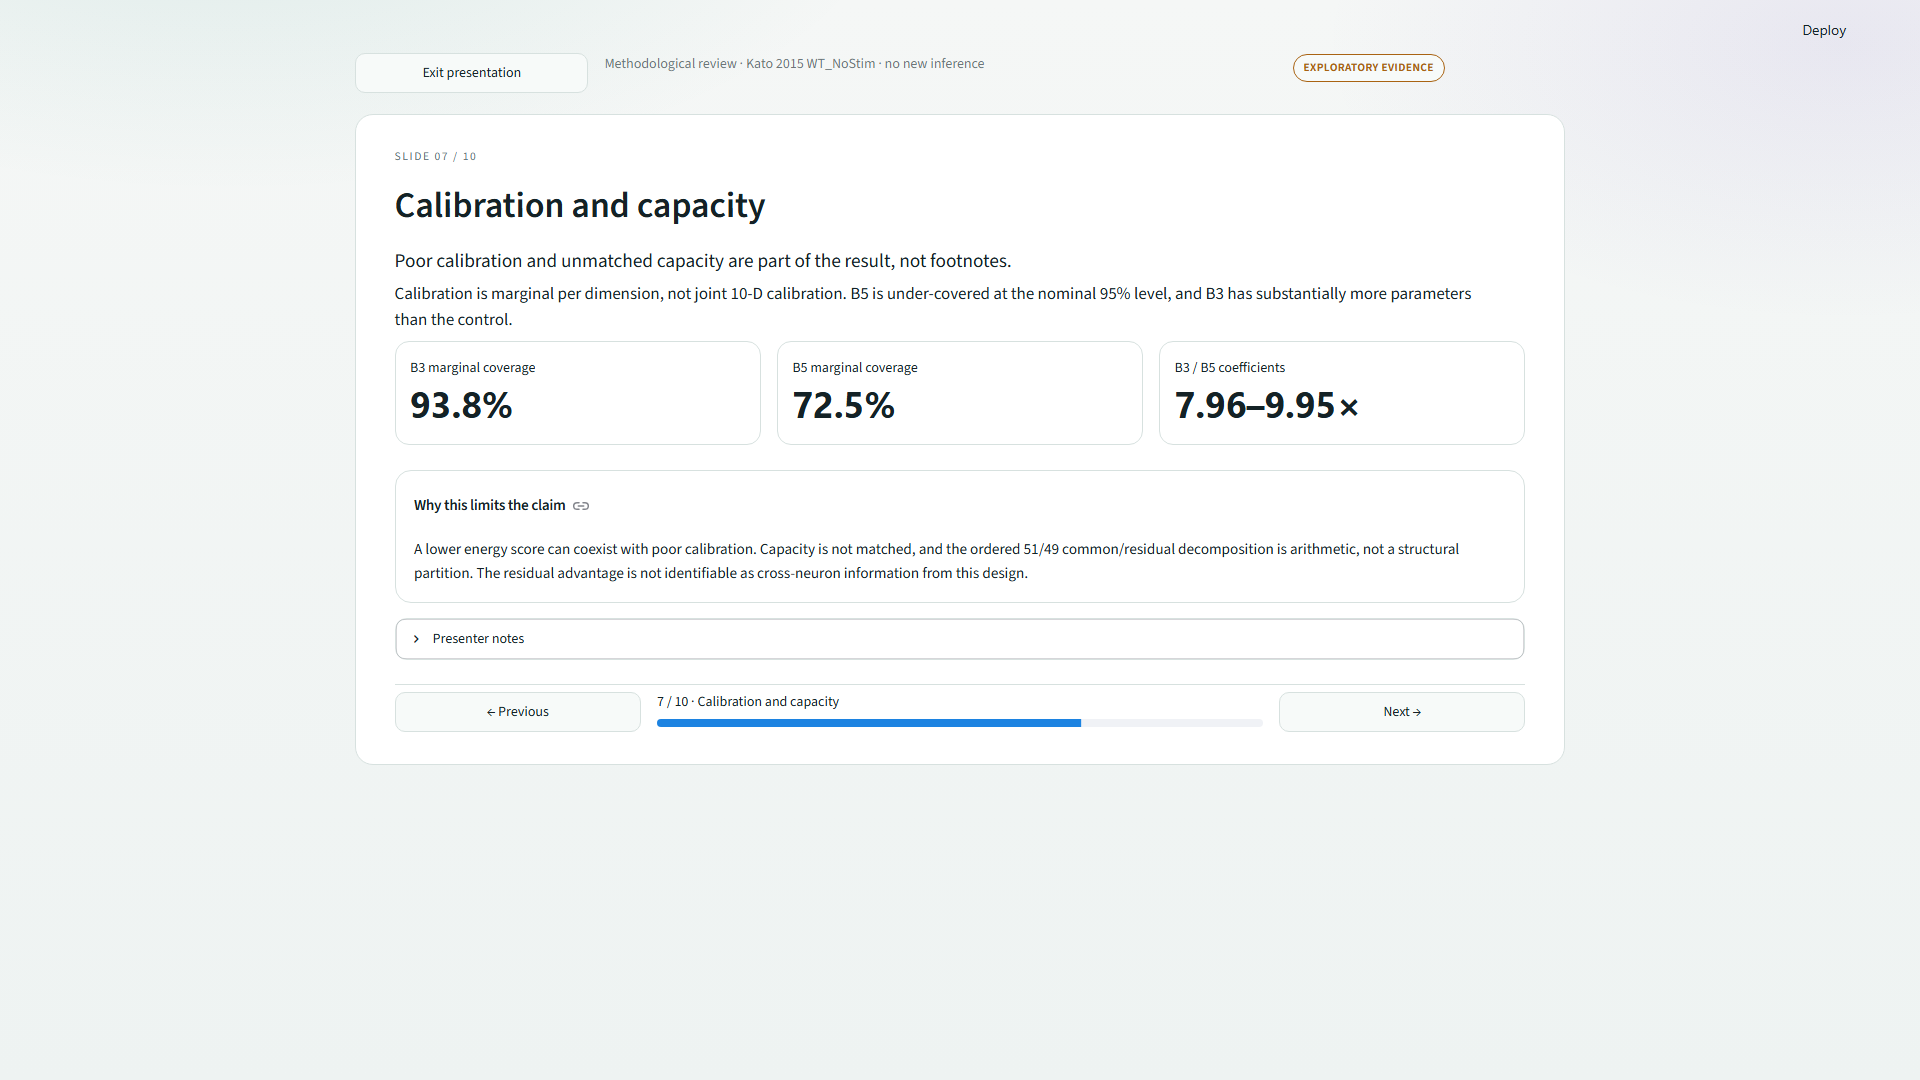 Deploy
Exit presentation
Methodological review · Kato 2015 WT_NoStim · no new inference
EXPLORATORY EVIDENCE
SLIDE 07 / 10
Calibration and capacity
Poor calibration and unmatched capacity are part of the result, not footnotes.
Calibration is marginal per dimension, not joint 10-D calibration. B5 is under-covered at the nominal 95% level, and B3 has substantially more parameters
than the control.
B3 marginal coverage
93.8%
B5 marginal coverage
72.5%
B3 / B5 coefficients
7.96–9.95×
Why this limits the claim
A lower energy score can coexist with poor calibration. Capacity is not matched, and the ordered 51/49 common/residual decomposition is arithmetic, not a structural
partition. The residual advantage is not identifiable as cross-neuron information from this design.
Presenter notes
← Previous
7 / 10 · Calibration and capacity
Next →